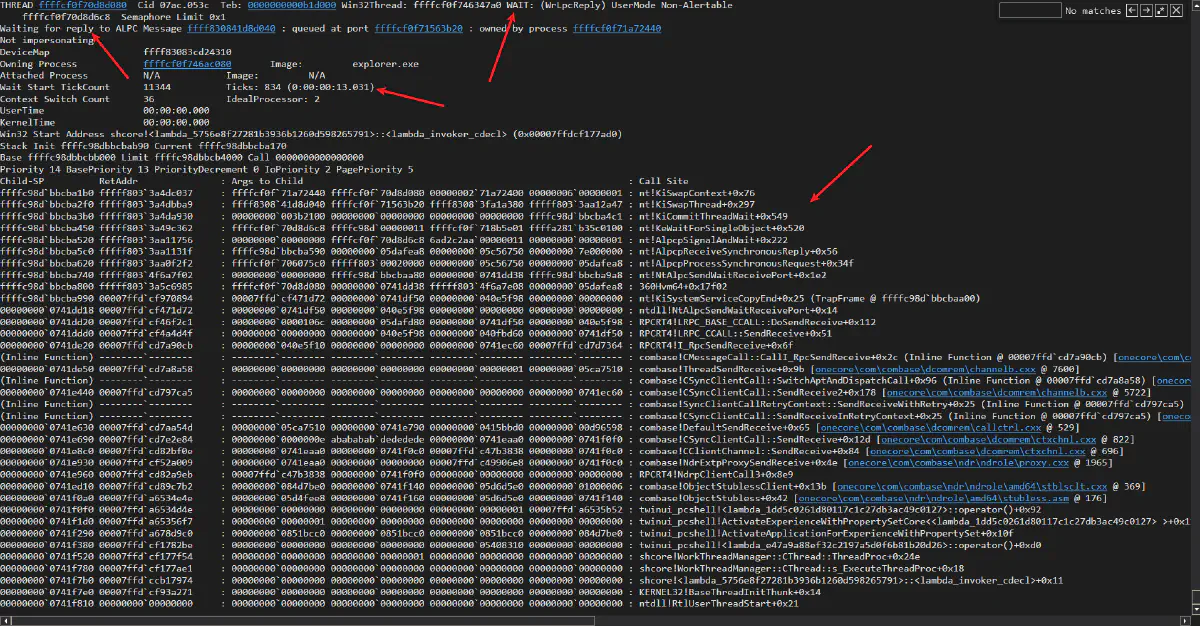 THREAD ffffcf0f70d8d080  Cid 07ac.053c  Teb: 0000000000b1d000 Win32Thread: ffffcf0f746347a0 WAIT: (WrLpcReply) UserMode Non-Alertable
    ffffcf0f70d8d6c8  Semaphore Limit 0x1
Waiting for reply to ALPC Message ffff830841d8d040 : queued at port ffffcf0f71563b20 : owned by process ffffcf0f71a72440
Not impersonating
DeviceMap                 ffff83083cd24310
Owning Process            ffffcf0f746ac080       Image:         explorer.exe
Attached Process          N/A            Image:         N/A
Wait Start TickCount      11344          Ticks: 834 (0:00:00:13.031)
Context Switch Count      36             IdealProcessor: 2
UserTime                  00:00:00.000
KernelTime                00:00:00.000
Win32 Start Address shcore!<lambda_5756e8f27281b3936b1260d598265791>::<lambda_invoker_cdecl> (0x00007ffdcf177ad0)
Stack Init ffffc98dbbcbab90 Current ffffc98dbbcba170
Base ffffc98dbbcbb000 Limit ffffc98dbbcb4000 Call 0000000000000000
Priority 14 BasePriority 13 PriorityDecrement 0 IoPriority 2 PagePriority 5
Child-SP          RetAddr               : Args to Child                                                           : Call Site
ffffc98d`bbcba1b0 fffff803`3a4dc037     : ffffcf0f`71a72440 ffffcf0f`70d8d080 00000002`71a72400 00000006`00000001 : nt!KiSwapContext+0x76
ffffc98d`bbcba2f0 fffff803`3a4dbba9     : ffff8308`41d8d040 ffffcf0f`71563b20 ffff8308`3fa1a380 fffff803`3aa12a47 : nt!KiSwapThread+0x297
ffffc98d`bbcba3b0 fffff803`3a4da930     : 00000000`003b2100 00000000`00000000 00000000`00000000 ffffc98d`bbcba4c1 : nt!KiCommitThreadWait+0x549
ffffc98d`bbcba450 fffff803`3a49c362     : ffffcf0f`70d8d6c8 ffffc98d`00000011 ffffcf0f`718b5e01 ffffa281`b35c0100 : nt!KeWaitForSingleObject+0x520
ffffc98d`bbcba520 fffff803`3aa11756     : 00000000`00000000 ffffcf0f`70d8d6c8 6ad2c2aa`00000011 00000000`00000001 : nt!AlpcpSignalAndWait+0x222
ffffc98d`bbcba5c0 fffff803`3aa1131f     : ffffc98d`bbcba590 00000000`05dafea8 00000000`05c56750 00000000`7e000000 : nt!AlpcpReceiveSynchronousReply+0x56
ffffc98d`bbcba620 fffff803`3aa0f2f2     : ffffcf0f`706075c0 fffff803`00020000 00000000`05c56750 00000000`05dafea8 : nt!AlpcpProcessSynchronousRequest+0x34f
ffffc98d`bbcba740 fffff803`4f6a7f02     : 00000000`00000000 ffffc98d`bbcbaa80 00000000`0741dd38 ffffc98d`bbcba9a8 : nt!NtAlpcSendWaitReceivePort+0x1e2
ffffc98d`bbcba800 fffff803`3a5c6985     : 00000000`00000000 00000000`0741dd38 fffff803`4f6a7e08 00000000`05dafea8 : 360Hvm64+0x17f02
ffffc98d`bbcba990 00007ffd`cf970894     : 00007ffd`cf471d72 00000000`0741df50 00000000`040e5f98 00000000`00000000 : nt!KiSystemServiceCopyEnd+0x25 (TrapFrame @ ffffc98d`bbcbaa00)
00000000`0741dd18 00007ffd`cf471d72     : 00000000`0741df50 00000000`040e5f98 00000000`00000000 00000000`00000000 : ntdll!NtAlpcSendWaitReceivePort+0x14
00000000`0741dd20 00007ffd`cf46f2c1     : 00000000`0000106c 00000000`05dafd80 00000000`0741df50 00000000`040e5f98 : RPCRT4!LRPC_BASE_CCALL::DoSendReceive+0x112
00000000`0741ddd0 00007ffd`cf4a4d4f     : 00000000`00000000 00000000`040e5f98 00000000`040fbd60 00000000`0741df50 : RPCRT4!LRPC_CCALL::SendReceive+0x51
00000000`0741de20 00007ffd`cd7a90cb     : 00000000`040e5f10 00000000`00000000 00000000`0741ec60 00007ffd`cd7d7364 : RPCRT4!I_RpcSendReceive+0x6f
(Inline Function) --------`--------     : --------`-------- --------`-------- --------`-------- --------`-------- : combase!CMessageCall::CallI_RpcSendReceive+0x2c (Inline Function @ 00007ffd`cd7a90cb) [onecore\com\c
00000000`0741de50 00007ffd`cd7a8a58     : 00000000`00000000 00000000`00000000 00000000`00000001 00000000`05ca7510 : combase!ThreadSendReceive+0x9b [onecore\com\combase\dcomrem\channelb.cxx @ 7600]
(Inline Function) --------`--------     : --------`-------- --------`-------- --------`-------- --------`-------- : combase!CSyncClientCall::SwitchAptAndDispatchCall+0x96 (Inline Function @ 00007ffd`cd7a8a58) [onecor
00000000`0741e440 00007ffd`cd797ca5     : 00000000`00000000 00000000`00000000 00000000`00000000 00000000`0741ec60 : combase!CSyncClientCall::SendReceive2+0x178 [onecore\com\combase\dcomrem\channelb.cxx @ 5722]
(Inline Function) --------`--------     : --------`-------- --------`-------- --------`-------- --------`-------- : combase!SyncClientCallRetryContext::SendReceiveWithRetry+0x25 (Inline Function @ 00007ffd`cd797ca5) [
(Inline Function) --------`--------     : --------`-------- --------`-------- --------`-------- --------`-------- : combase!CSyncClientCall::SendReceiveInRetryContext+0x25 (Inline Function @ 00007ffd`cd797ca5) [oneco
00000000`0741e630 00007ffd`cd7aa54d     : 00000000`05ca7510 00000000`0741e790 00000000`0415bbd0 00000000`00d96598 : combase!DefaultSendReceive+0x65 [onecore\com\combase\dcomrem\callctrl.cxx @ 529]
00000000`0741e690 00007ffd`cd7e2e84     : 00000000`0000000e abababab`dededede 00000000`0741eaa0 00000000`0741f0f0 : combase!CSyncClientCall::SendReceive+0x12d [onecore\com\combase\dcomrem\ctxchnl.cxx @ 822]
00000000`0741e8c0 00007ffd`cd82bf0e     : 00000000`0741eaa0 00000000`0741f0c0 00007ffd`c47b3838 00000000`0741f0c0 : combase!CClientChannel::SendReceive+0x84 [onecore\com\combase\dcomrem\ctxchnl.cxx @ 696]
00000000`0741e930 00007ffd`cf52a009     : 00000000`0741eaa0 00000000`00000000 00007ffd`c49906e8 00000000`0741f0c0 : combase!NdrExtpProxySendReceive+0x4e [onecore\com\combase\ndr\ndrole\proxy.cxx @ 1965]
00000000`0741e960 00007ffd`cd82a9eb     : 00007ffd`c47b3838 00000000`0741f0f0 00000000`00000000 00000000`00000000 : RPCRT4!NdrpClientCall3+0x8e9
00000000`0741ed10 00007ffd`cd89c7b2     : 00000000`084d7be0 00000000`0741f140 00000000`05d6d5e0 00000000`01000006 : combase!ObjectStublessClient+0x13b [onecore\com\combase\ndr\ndrole\amd64\stblsclt.cxx @ 369]
00000000`0741f0a0 00007ffd`a6534e4e     : 00000000`05d4fee8 00000000`0741f160 00000000`05d6d5e0 00000000`0741f140 : combase!ObjectStubless+0x42 [onecore\com\combase\ndr\ndrole\amd64\stubless.asm @ 176]
00000000`0741f0f0 00007ffd`a6534d4e     : 00000000`00000000 00000000`00000000 00000000`00000001 00007ffd`a6535b52 : twinui_pcshell!<lambda_1dd5c0261d80117c1c27db3ac49c0127>::operator()+0x92
00000000`0741f1d0 00007ffd`a65356f7     : 00000000`00000001 00000000`00000000 00000000`00000000 00000000`00000000 : twinui_pcshell!ActivateExperienceWithPropertySetCore<<lambda_1dd5c0261d80117c1c27db3ac49c0127> >+0x1
00000000`0741f290 00007ffd`a678d9c0     : 00000000`0851bcc0 00000000`0851bcc0 00000000`0851bcc0 00000000`084d7be0 : twinui_pcshell!ActivateApplicationForExperienceWithPropertySet+0x10f
00000000`0741f390 00007ffd`cf1782be     : 00000000`00000000 00000000`00000000 00000000`05408310 00000000`00000000 : twinui_pcshell!<lambda_e47a9a88ef32c2197a5d0f6b81b20d26>::operator()+0xd0
00000000`0741f520 00007ffd`cf177f54     : 00000000`00000000 00000000`00000001 00000000`00000000 00000000`00000000 : shcore!WorkThreadManager::CThread::ThreadProc+0x24e
00000000`0741f780 00007ffd`cf177ae1     : 00000000`00000000 00000000`00000000 00000000`00000000 00000000`00000000 : shcore!WorkThreadManager::CThread::s_ExecuteThreadProc+0x18
00000000`0741f7b0 00007ffd`ccb17974     : 00000000`00000000 00000000`00000000 00000000`00000000 00000000`00000000 : shcore!<lambda_5756e8f27281b3936b1260d598265791>::<lambda_invoker_cdecl>+0x11
00000000`0741f7e0 00007ffd`cf93a271     : 00000000`00000000 00000000`00000000 00000000`00000000 00000000`00000000 : KERNEL32!BaseThreadInitThunk+0x14
00000000`0741f810 00000000`00000000     : 00000000`00000000 00000000`00000000 00000000`00000000 00000000`00000000 : ntdll!RtlUserThreadStart+0x21
No matches